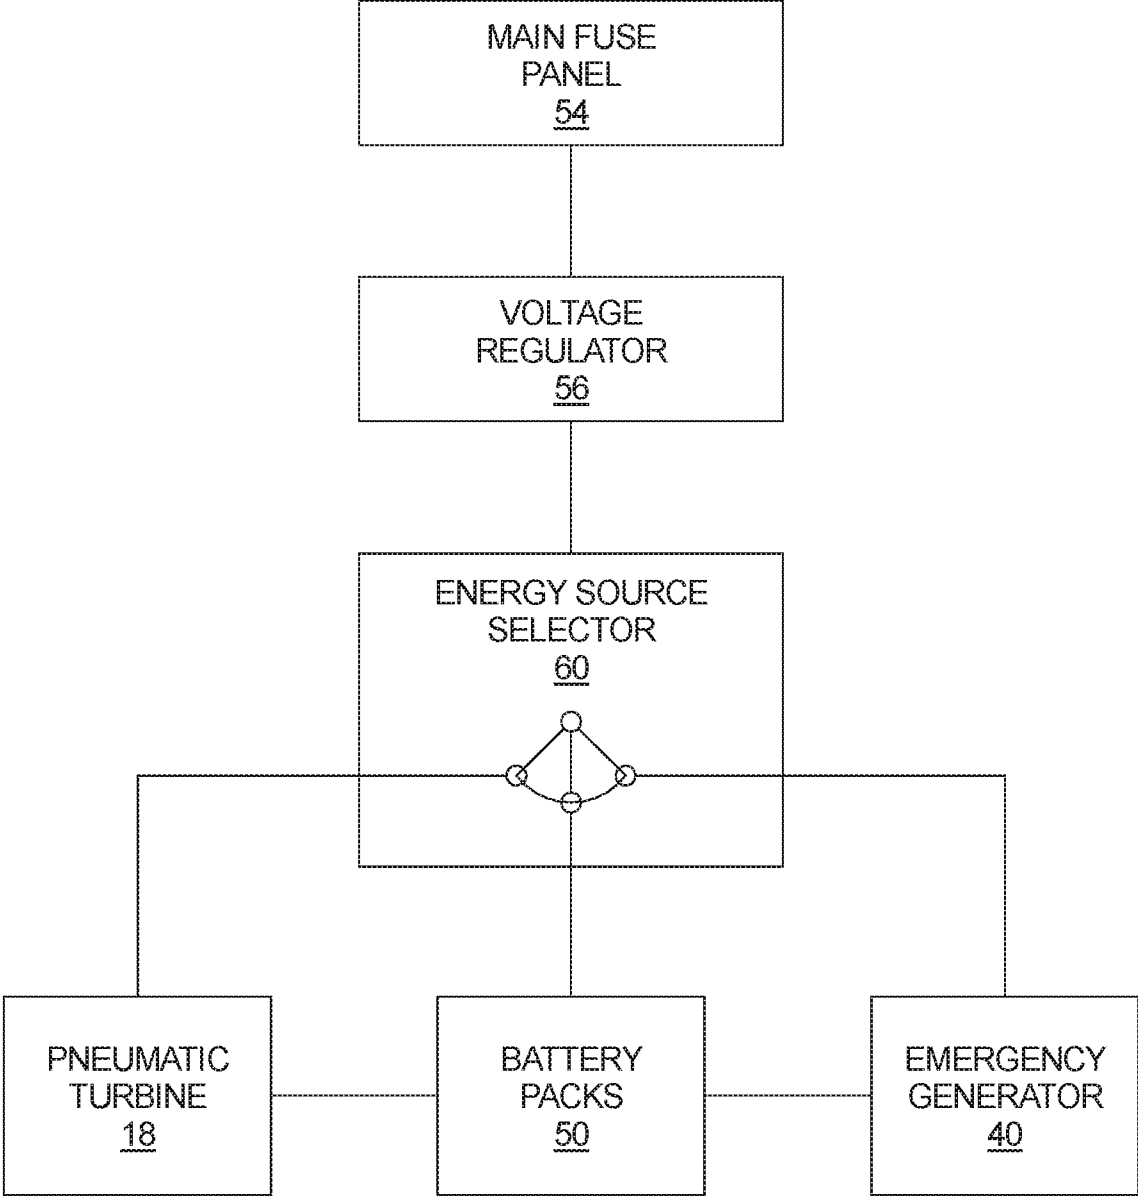 MAIN FUSE
PANEL
54
VOLTAGE
REGULATOR
56
ENERGY SOURCE
SELECTOR
60
PNEUMATIC
TURBINE
18
BATTERY
PACKS
50
EMERGENCY
GENERATOR
40